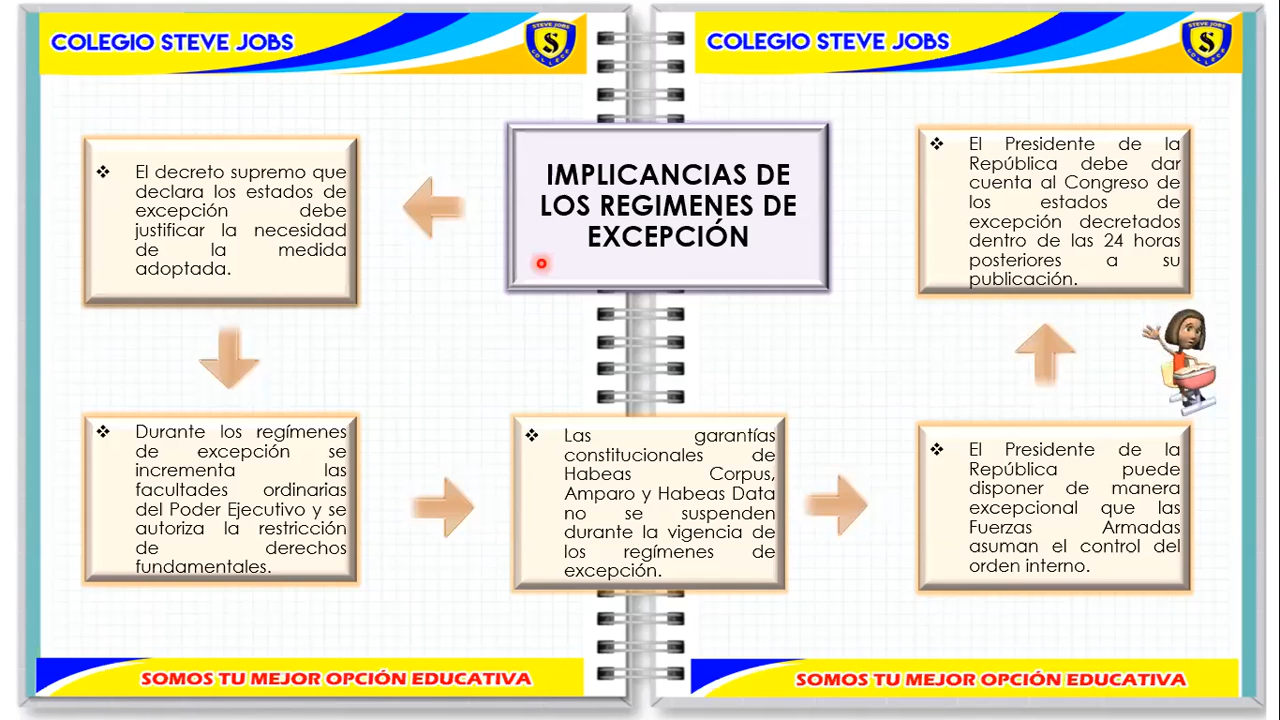 COLEGIO STEVE JOBS
STEVE JOBS
S
COLLEGE
COLEGIO STEVE JOBS
STEVE JOBS
S
COLLEGE
IMPLICANCIAS DE
LOS REGIMENES DE
EXCEPCIÓN
❖ El decreto supremo que
declara los estados de
excepción debe
justificar la necesidad
de la medida
adoptada.
❖ Durante los regímenes
de excepción se
incrementa las
facultades ordinarias
del Poder Ejecutivo y se
autoriza la restricción
de derechos
fundamentales.
❖ Las garantías
constitucionales de
Habeas Corpus,
Amparo y Habeas Data
no se suspenden
durante la vigencia de
los regímenes de
excepción.
❖ El Presidente de la
República puede
disponer de manera
excepcional que las
Fuerzas Armadas
asuman el control del
orden interno.
❖ El Presidente de la
República debe dar
cuenta al Congreso de
los estados de
excepción decretados
dentro de las 24 horas
posteriores a su
publicación.
SOMOS TU MEJOR OPCIÓN EDUCATIVA
SOMOS TU MEJOR OPCIÓN EDUCATIVA